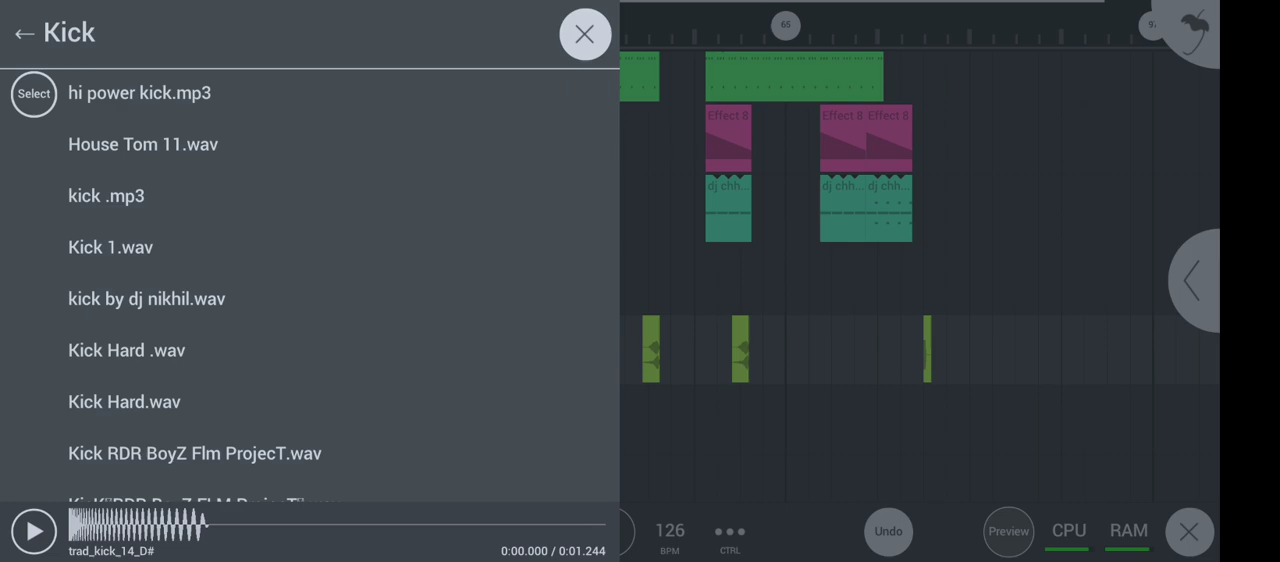 ← Kick
Select
hi power kick.mp3
House Tom 11.wav
kick .mp3
Kick 1.wav
kick by dj nikhil.wav
Kick Hard .wav
Kick Hard.wav
Kick RDR BoyZ Flm ProjecT.wav
trad_kick_14_D#
0:00.000 / 0:01.244
65
97
Effect 8
Effect 8 Effect 8
dj chh...
dj chh... dj chh...
126
BPM
CTRL
Undo
Preview
CPU
RAM